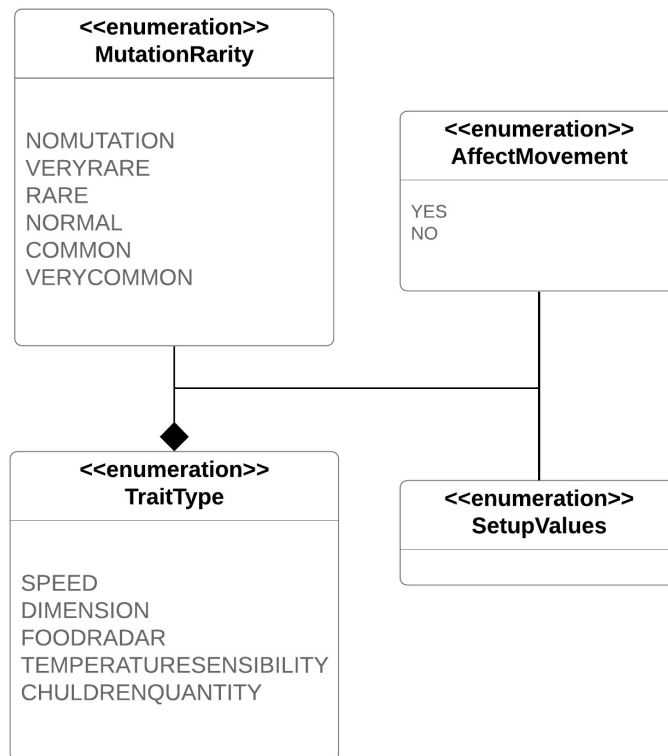 <<enumeration>>
MutationRarity
NOMUTATION
VERYRARE
RARE
NORMAL
COMMON
VERYCOMMON
<<enumeration>>
AffectMovement
YES
NO
<<enumeration>>
TraitType
SPEED
DIMENSION
FOODRADAR
TEMPERATURESENSIBILITY
CHULDRENQUANTITY
<<enumeration>>
SetupValues